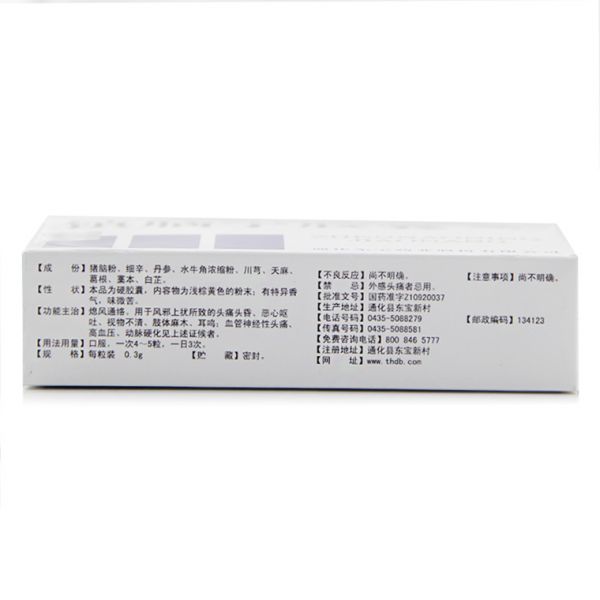 【成 份】猪脑粉、细辛、丹参、水牛角浓缩粉、川芎、天麻、
葛根、藁本、白芷。
【性 状】本品为硬胶囊，内容物为浅棕黄色的粉末；有特异香
气，味微苦。
【功能主治】熄风通络。用于风邪上扰所致的头痛头昏、恶心呕
吐、视物不清、肢体麻木、耳鸣；血管神经性头痛、
高血压、动脉硬化见上述证候者。
【用法用量】口服，一次4～5粒，一日3次。
【规 格】每粒装 0.3g 【贮 藏】密封。
【不良反应】尚不明确。 【注意事项】尚不明确。
【禁 忌】外感头痛者忌用。
【批准文号】国药准字Z10920037
【生产地址】通化县东宝新村 【邮政编码】134123
【电话号码】0435-5088279
【传真号码】0435-5088581
【免费咨询电话】800 846 5777
【注册地址】通化县东宝新村
【网 址】www.thdb.com